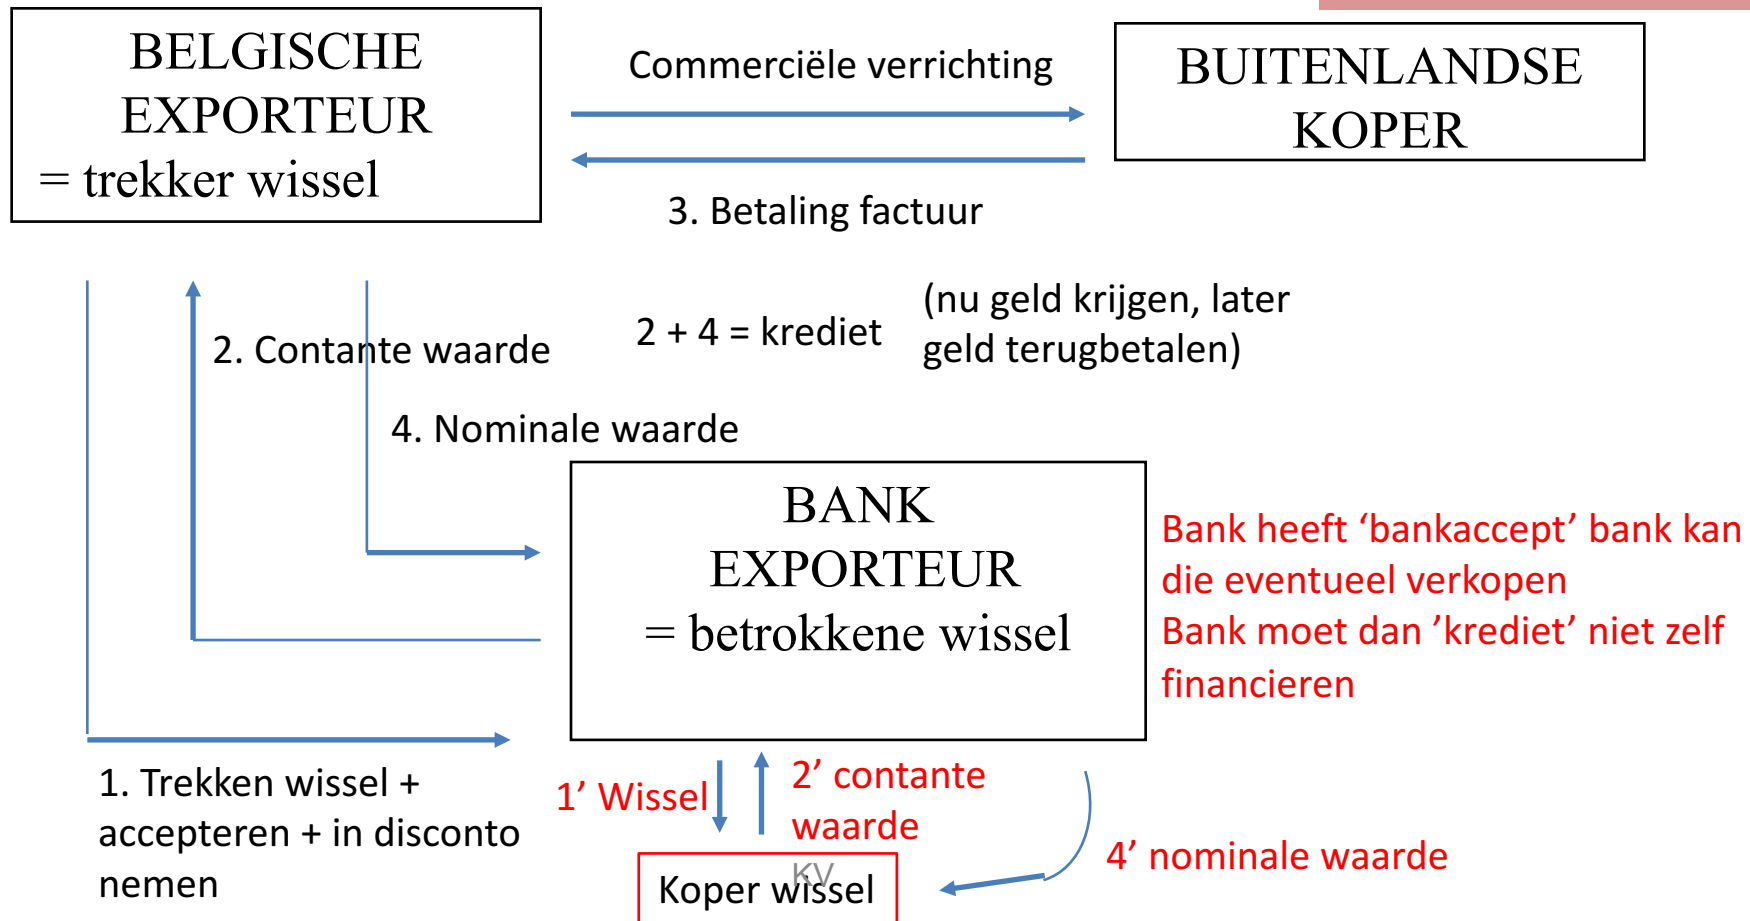 BELGISCHE
EXPORTEUR
= trekker wissel
Commerciële verrichting
BUITENLANDSE
KOPER
3. Betaling factuur
2. Contante waarde
2 + 4 = krediet
(nu geld krijgen, later
geld terugbetalen)
4. Nominale waarde
BANK
EXPORTEUR
= betrokkene wissel
Bank heeft ‘bankaccept’ bank kan
die eventueel verkopen
Bank moet dan ’krediet’ niet zelf
financieren
1. Trekken wissel +
accepteren + in disconto
nemen
1’ Wissel
2’ contante
waarde
4’ nominale waarde
KV
Koper wissel